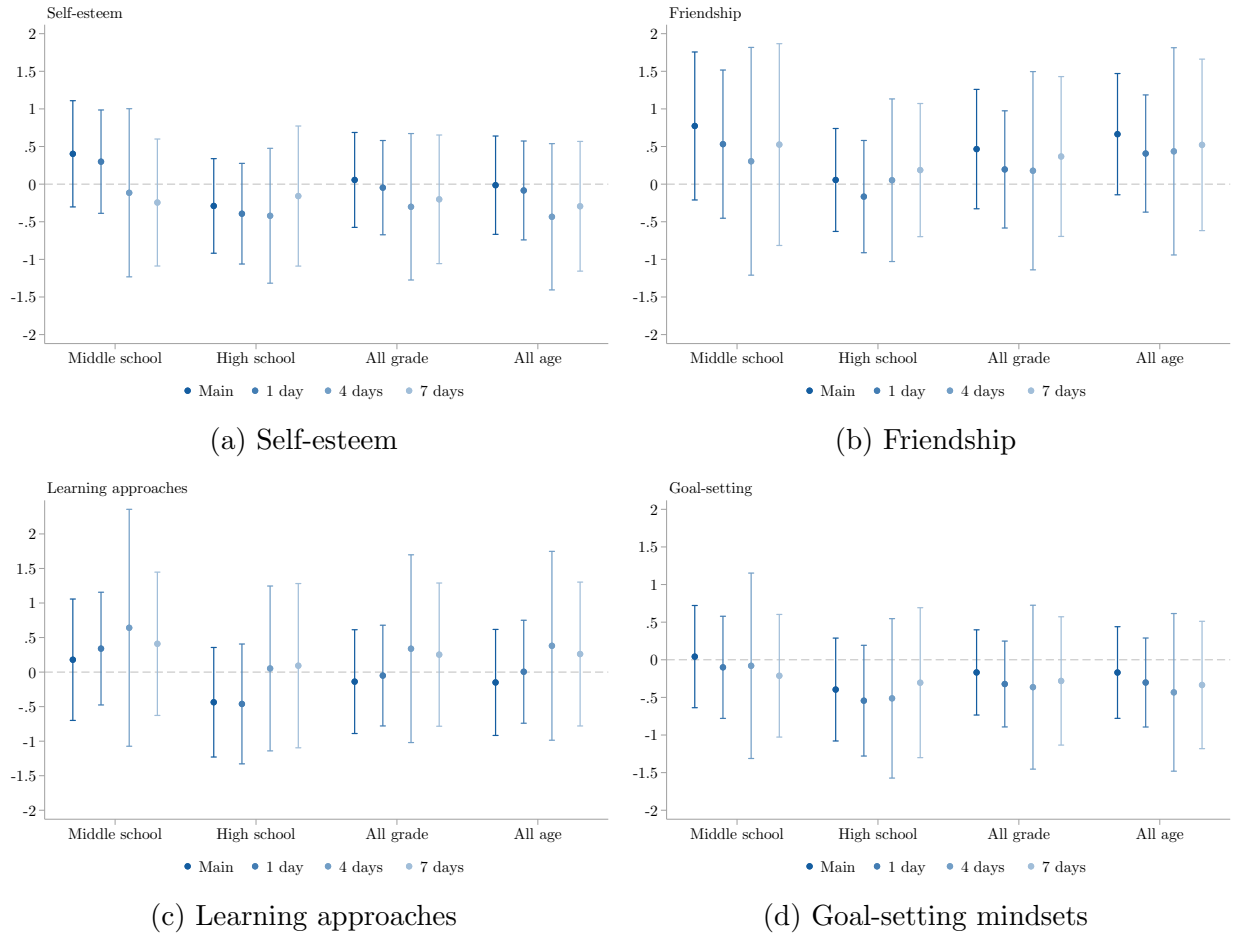 Self-esteem
2
1.5
1
.5
0
-.5
-1
-1.5
-2
Middle school High school All grade All age
Main 1 day 4 days 7 days
(a) Self-esteem
Friendship
2
1.5
1
.5
0
-.5
-1
-1.5
-2
Middle school High school All grade All age
Main 1 day 4 days 7 days
(b) Friendship
Learning approaches
2
1.5
1
.5
0
-.5
-1
-1.5
-2
Middle school High school All grade All age
Main 1 day 4 days 7 days
(c) Learning approaches
Goal-setting
2
1.5
1
.5
0
-.5
-1
-1.5
-2
Middle school High school All grade All age
Main 1 day 4 days 7 days
(d) Goal-setting mindsets